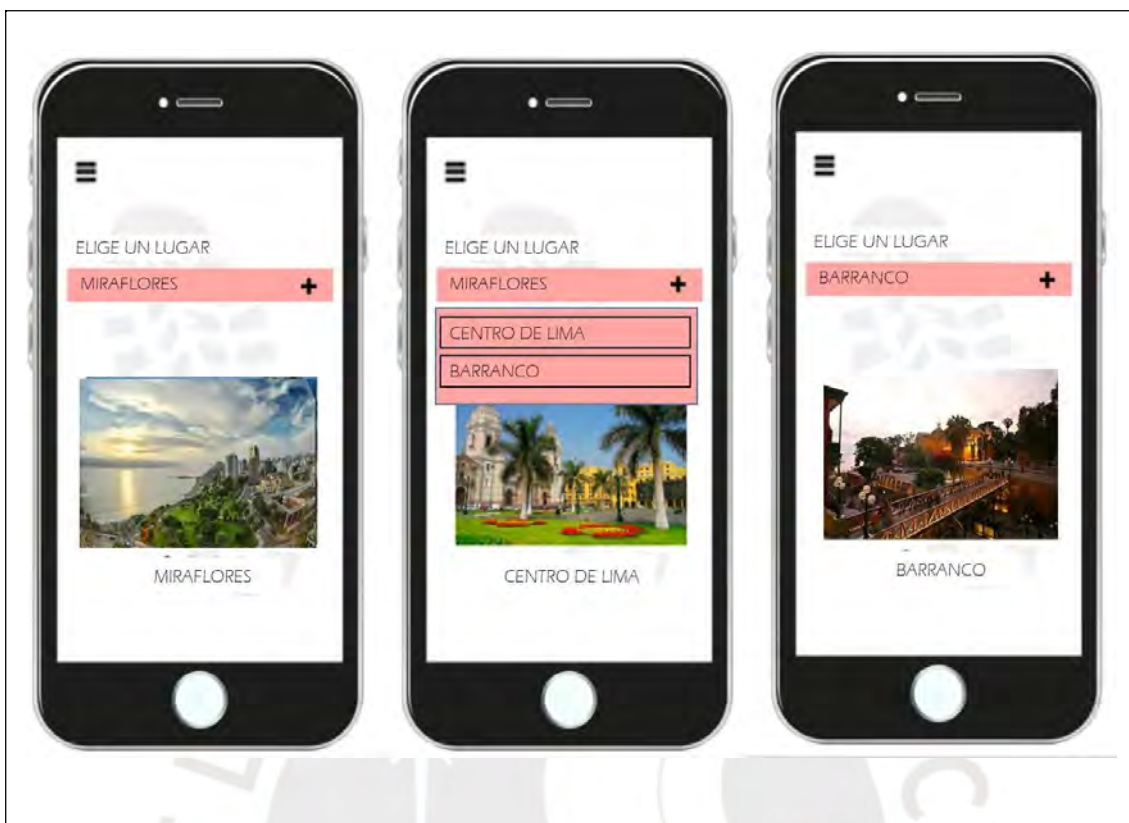 ELIGE UN LUGAR
MIRAFLORES
MIRAFLORES
ELIGE UN LUGAR
MIRAFLORES
CENTRO DE LIMA
BARRANCO
CENTRO DE LIMA
ELIGE UN LUGAR
BARRANCO
BARRANCO